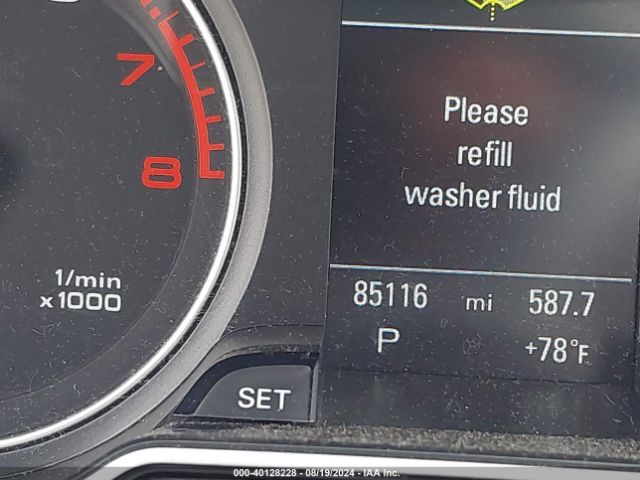 7
8
1/min
x1000
SET
Please
refill
washer fluid
85116 mi 587.7
P +78°F
000-40128228 - 08/19/2024 - IAA Inc.